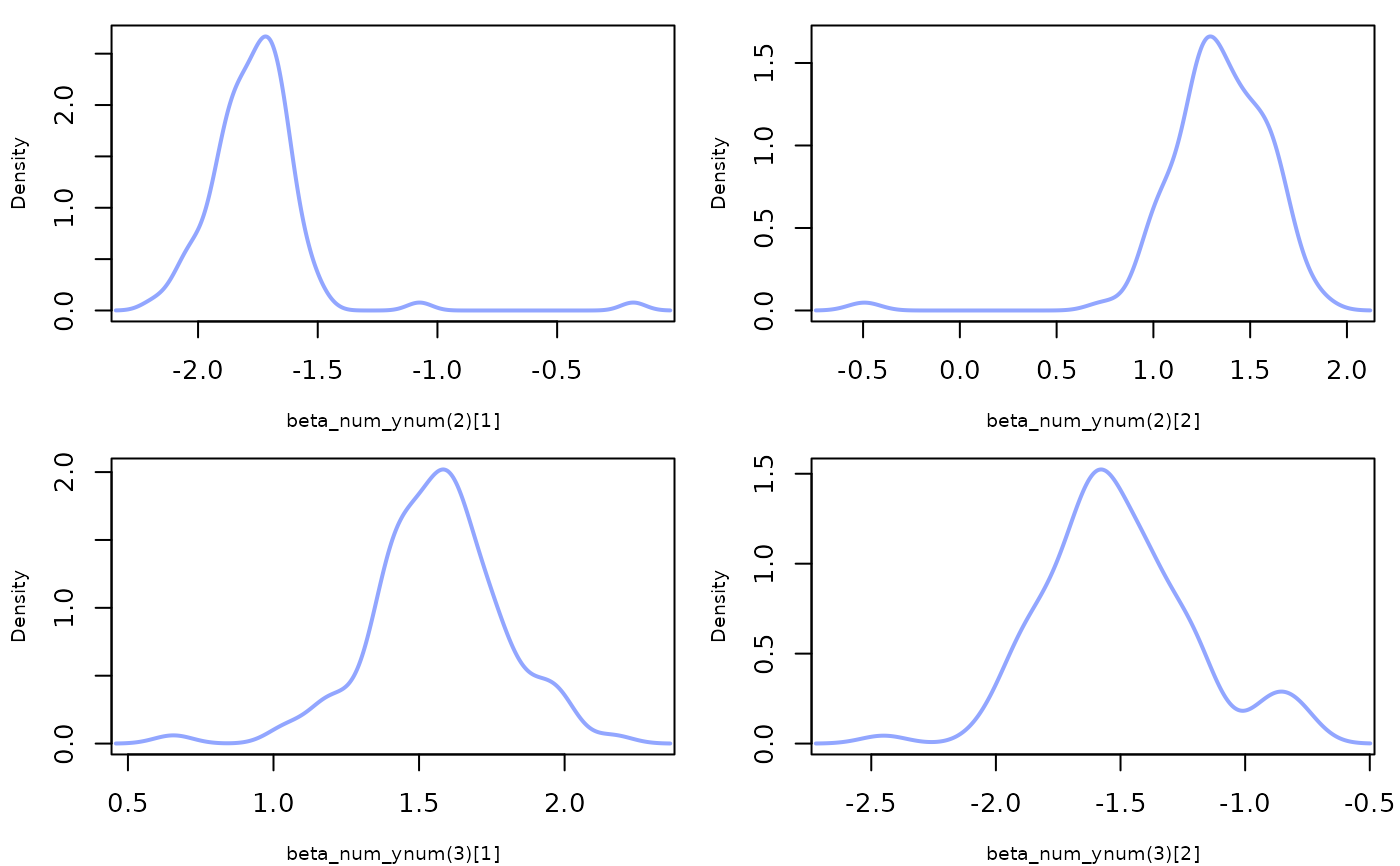 Density
0.0
1.0
2.0
-2.0 -1.5 -1.0 -0.5
beta_num_ynum(2)[1]
Density
0.0
0.5
1.0
1.5
-0.5 0.0 0.5 1.0 1.5 2.0
beta_num_ynum(2)[2]
Density
0.0
1.0
2.0
0.5 1.0 1.5 2.0
beta_num_ynum(3)[1]
Density
0.0
0.5
1.0
1.5
-2.5 -2.0 -1.5 -1.0 -0.5
beta_num_ynum(3)[2]